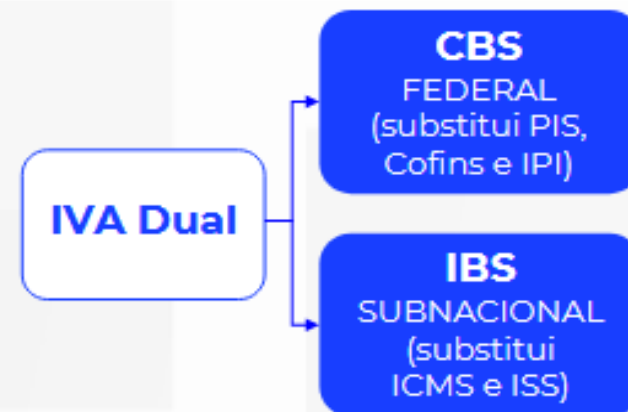 IVA Dual
CBS
FEDERAL
(substitui PIS,
Cofins e IPI)
IBS
SUBNACIONAL
(substitui
ICMS e ISS)